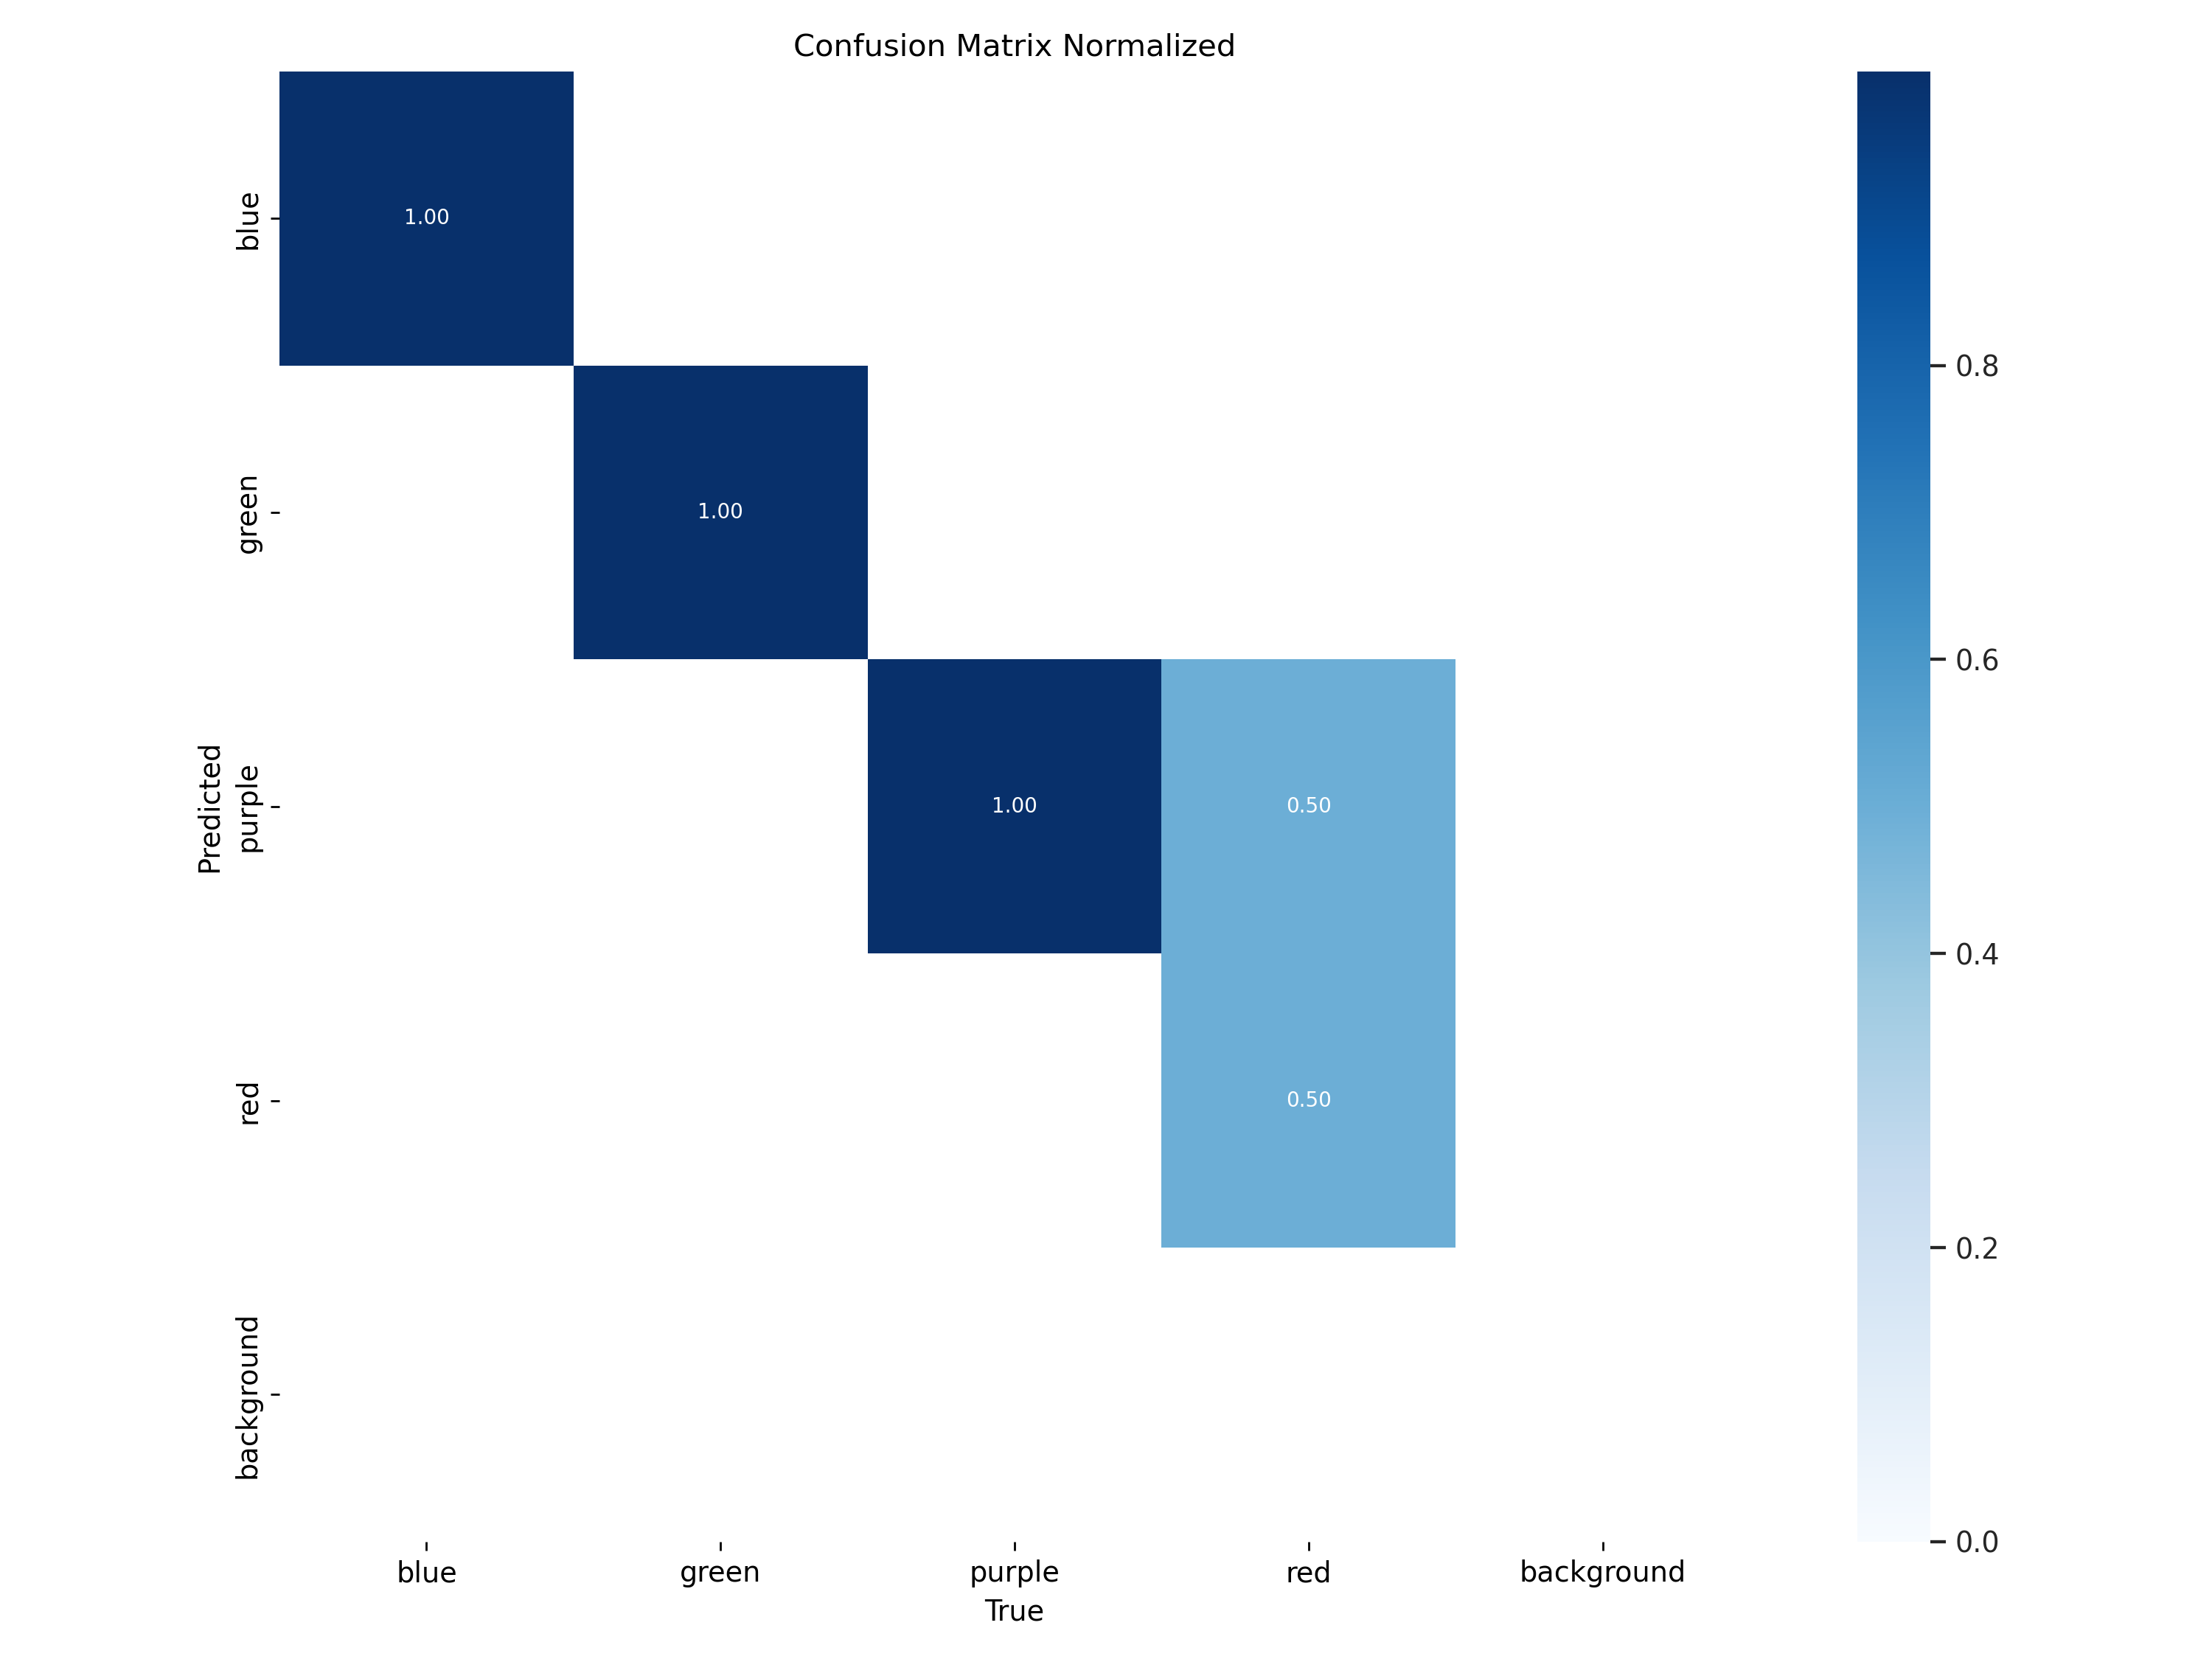 Confusion Matrix Normalized
Predicted
blue
green
purple
red
background
1.00
1.00
1.00 0.50
0.50
blue green purple red background
True
0.8
0.6
0.4
0.2
0.0